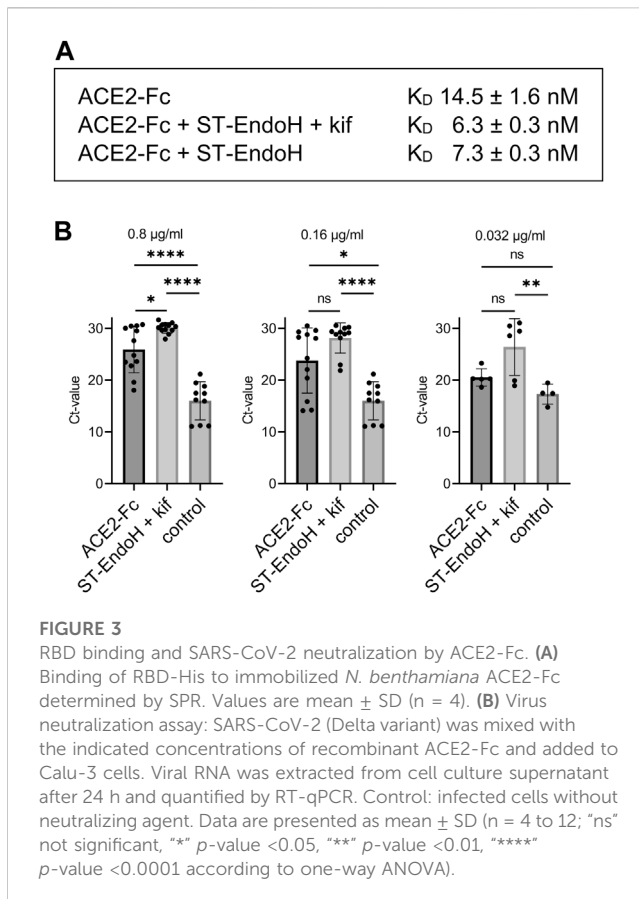 A
ACE2-Fc K_D 14.5 ± 1.6 nM
ACE2-Fc + ST-EndoH + kif K_D 6.3 ± 0.3 nM
ACE2-Fc + ST-EndoH K_D 7.3 ± 0.3 nM
B
0.8 µg/ml
****
****
*
30
20
10
0
Ct-value
ACE2-Fc
ST-EndoH + kif
control
0.16 µg/ml
*
ns
****
30
20
10
0
Ct-value
ACE2-Fc
ST-EndoH + kif
control
0.032 µg/ml
ns
ns
**
30
20
10
0
Ct-value
ACE2-Fc
ST-EndoH + kif
control
FIGURE 3
RBD binding and SARS-CoV-2 neutralization by ACE2-Fc. (A)
Binding of RBD-His to immobilized N. benthamiana ACE2-Fc
determined by SPR. Values are mean ± SD (n = 4). (B) Virus
neutralization assay: SARS-CoV-2 (Delta variant) was mixed with
the indicated concentrations of recombinant ACE2-Fc and added to
Calu-3 cells. Viral RNA was extracted from cell culture supernatant
after 24 h and quantified by RT-qPCR. Control: infected cells without
neutralizing agent. Data are presented as mean ± SD (n = 4 to 12; “ns”
not significant, “*” p-value <0.05, “**” p-value <0.01, “****”
p-value <0.0001 according to one-way ANOVA).